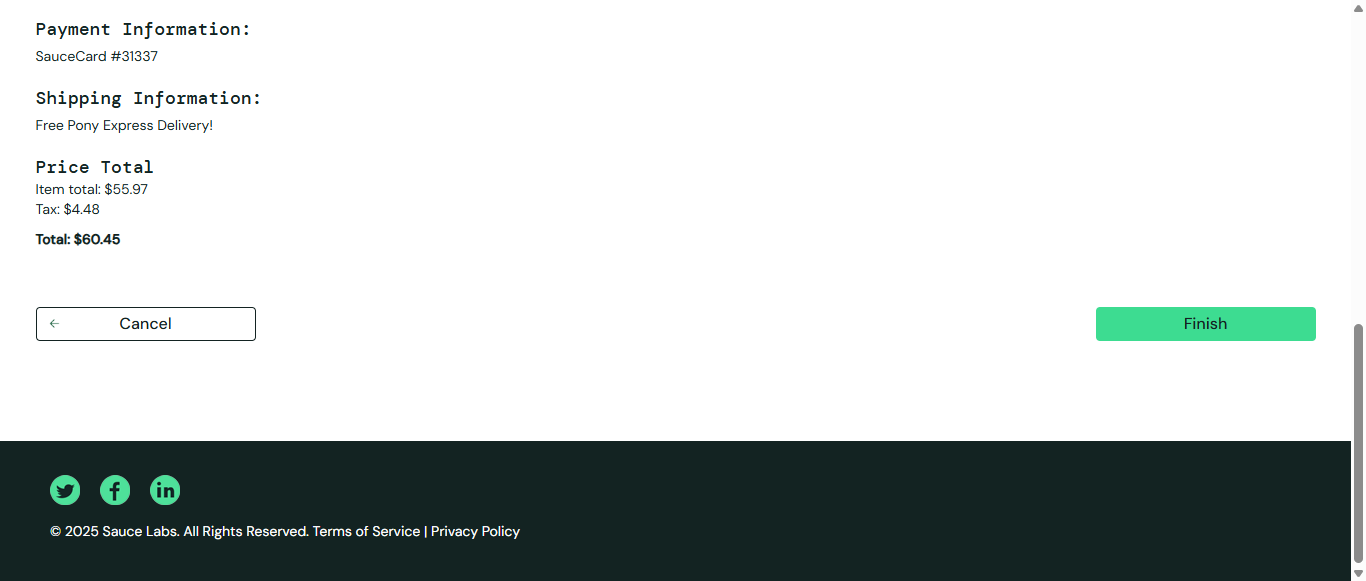 Payment Information:
SauceCard #31337
Shipping Information:
Free Pony Express Delivery!
Price Total
Item total: $55.97
Tax: $4.48
Total: $60.45
Cancel
Finish
© 2025 Sauce Labs. All Rights Reserved. Terms of Service | Privacy Policy